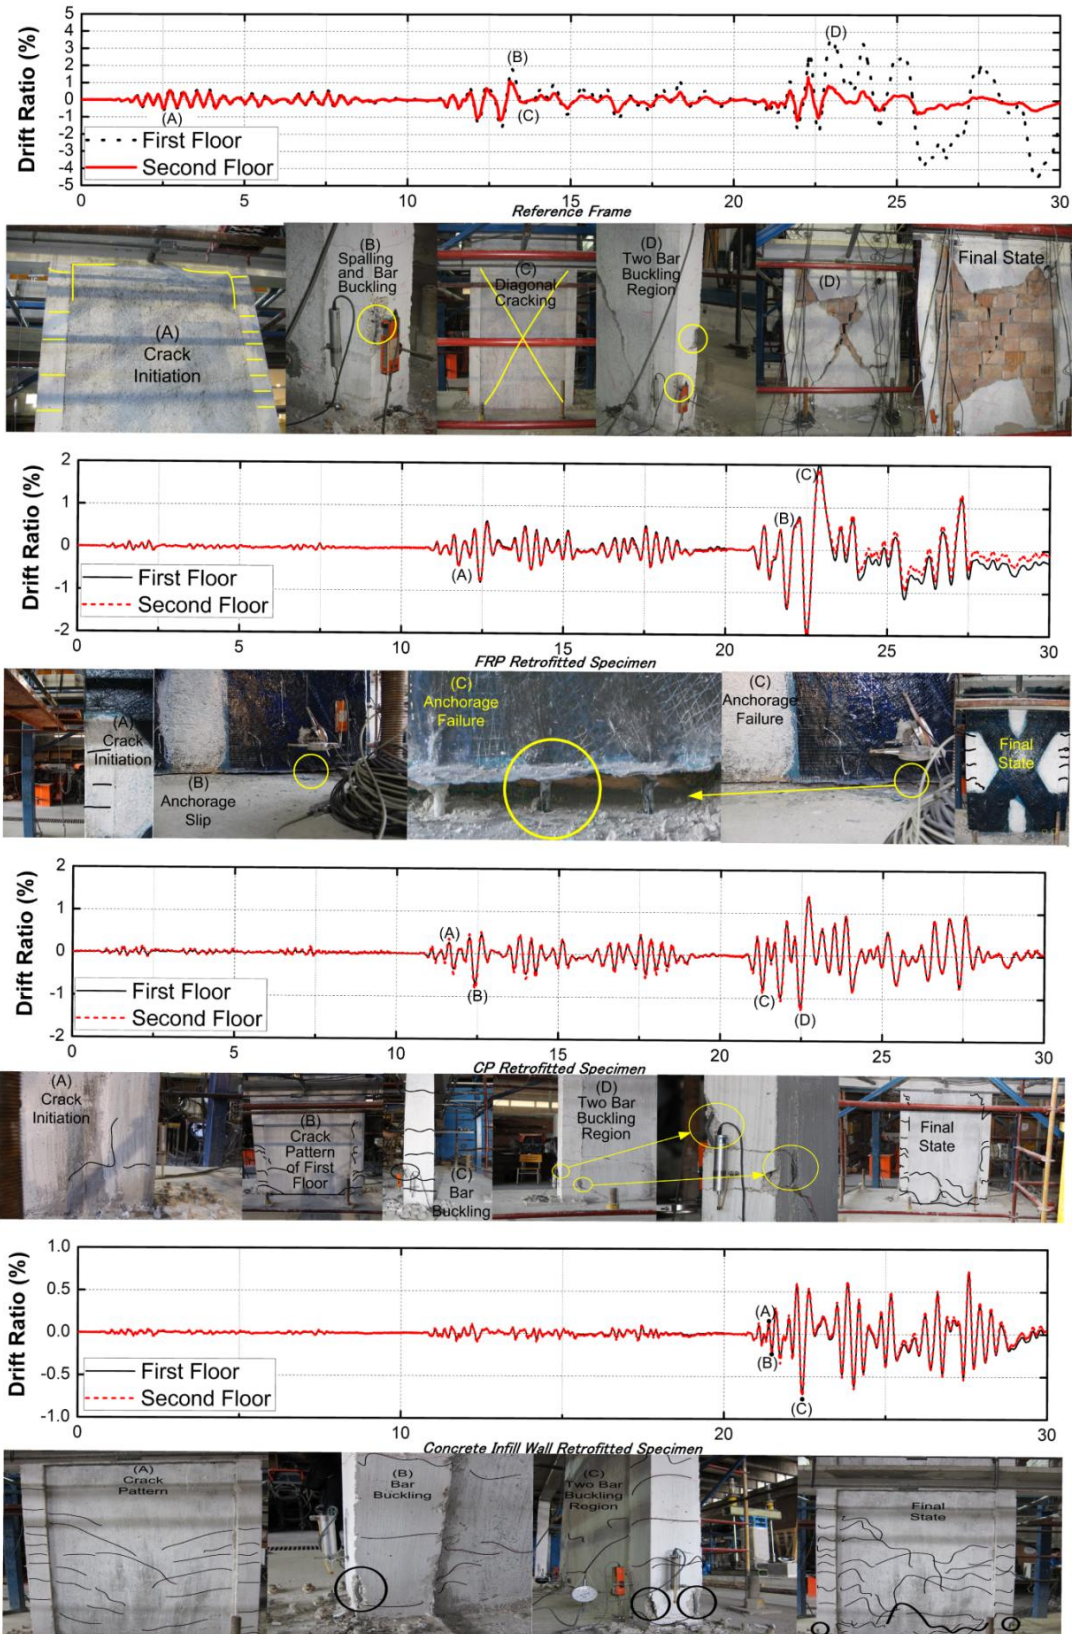 5
4
3
2
1
0
-1
-2
-3
-4
-5
Drift Ratio (%)
(A)
(B)
(C)
(D)
First Floor
Second Floor
0 5 10 15 20 25 30
Reference Frame
(A)
Crack
Initiation
(B)
Spalling
and Bar
Buckling
(C)
Diagonal
Cracking
(D)
Two Bar
Buckling
Region
(D)
Final State
2
1
0
-1
-2
Drift Ratio (%)
(A)
(B)
(C)
First Floor
Second Floor
0 5 10 15 20 25 30
FRP Retrofitted Specimen
(A)
Crack
Initiation
(B)
Anchorage
Slip
(C)
Anchorage
Failure
(C)
Anchorage
Failure
Final
State
2
1
0
-1
-2
Drift Ratio (%)
(A)
(B)
(C)
(D)
First Floor
Second Floor
0 5 10 15 20 25 30
CP Retrofitted Specimen
(A)
Crack
Initiation
(B)
Crack
Pattern
of First
Floor
(C)
Bar
Buckling
(D)
Two Bar
Buckling
Region
Final
State
1.0
0.5
0.0
-0.5
-1.0
Drift Ratio (%)
(A)
(B)
(C)
First Floor
Second Floor
0 10 20 30
Concrete Infill Wall Retrofitted Specimen
(A)
Crack
Pattern
(B)
Bar
Buckling
(C)
Two Bar
Buckling
Region
Final
State